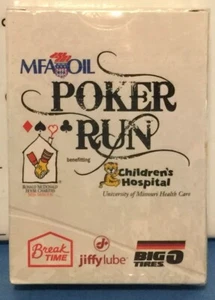 MFA OIL
POKER
RUN
benefitting
Children's
Hospital
University of Missouri Health Care
Break
TIME
jiffy lube
BIG O
TIRES